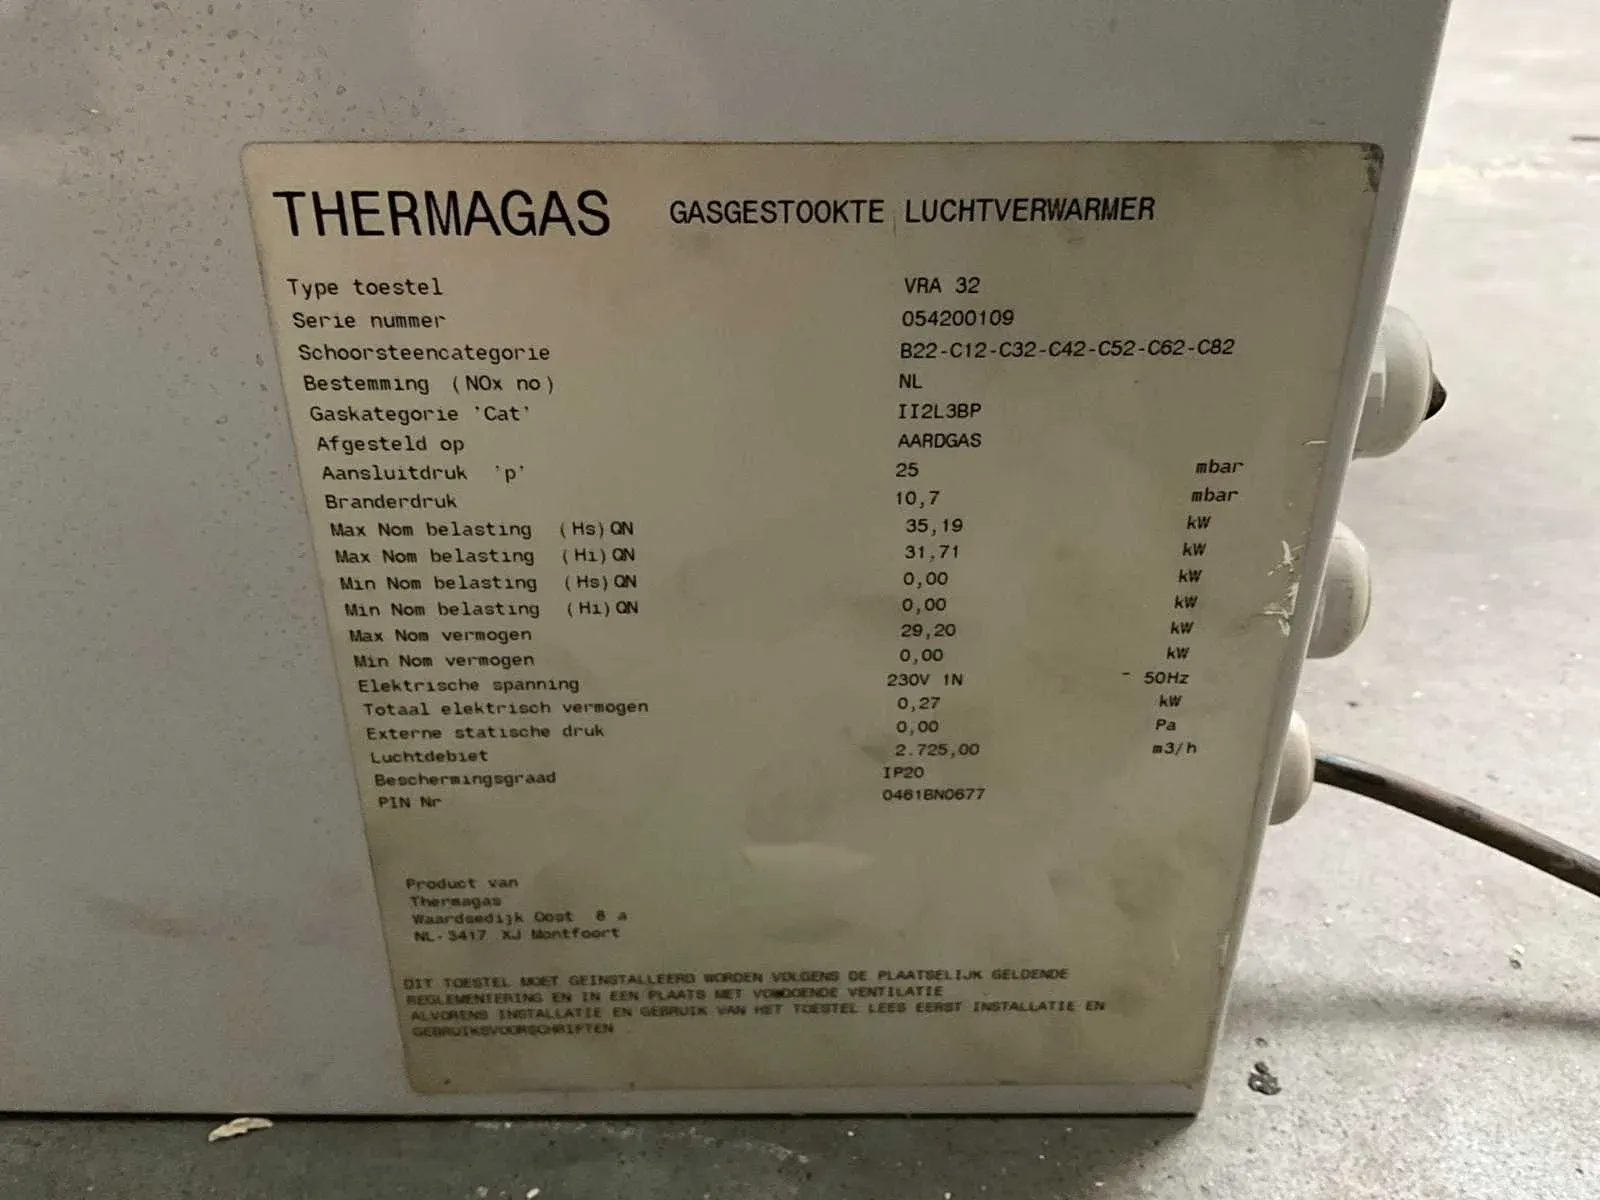 THERMAGAS GASGESTOOKTE LUCHTVERWARMER
Type toestel VRA 32
Serie nummer 054200109
Schoorsteencategorie B22-C12-C32-C42-C52-C62-C82
Bestemming (NOx no) NL
Gaskategorie 'Cat' II2L3BP
Afgesteld op AARDGAS
Aansluitdruk 'p' 25 mbar
Branderdruk 10,7 mbar
Max Nom belasting (Hs) QN 35,19 kW
Max Nom belasting (Hi) QN 31,71 kW
Min Nom belasting (Hs) QN 0,00 kW
Min Nom belasting (Hi) QN 0,00 kW
Max Nom vermogen 29,20 kW
Min Nom vermogen 0,00 kW
Elektrische spanning 230V 1N ~ 50Hz
Totaal elektrisch vermogen 0,27 kW
Externe statische druk 0,00 Pa
Luchtdebiet 2.725,00 m3/h
Beschermingsgraad IP20
PIN Nr 0461BN0677
Product van
Thermagas
Waardsedijk Oost 8 a
NL-3417 XJ Montfoort
DIT TOESTEL MOET GEINSTALLEERD WORDEN VOLGENS DE PLAATSELIJK GELDENDE
REGLEMENTERING EN IN EEN PLAATS MET VOLDOENDE VENTILATIE
ALVORENS INSTALLATIE EN GEBRUIK VAN HET TOESTEL LEES EERST INSTALLATIE EN
GEBRUIKSVOORSCHRIFTEN